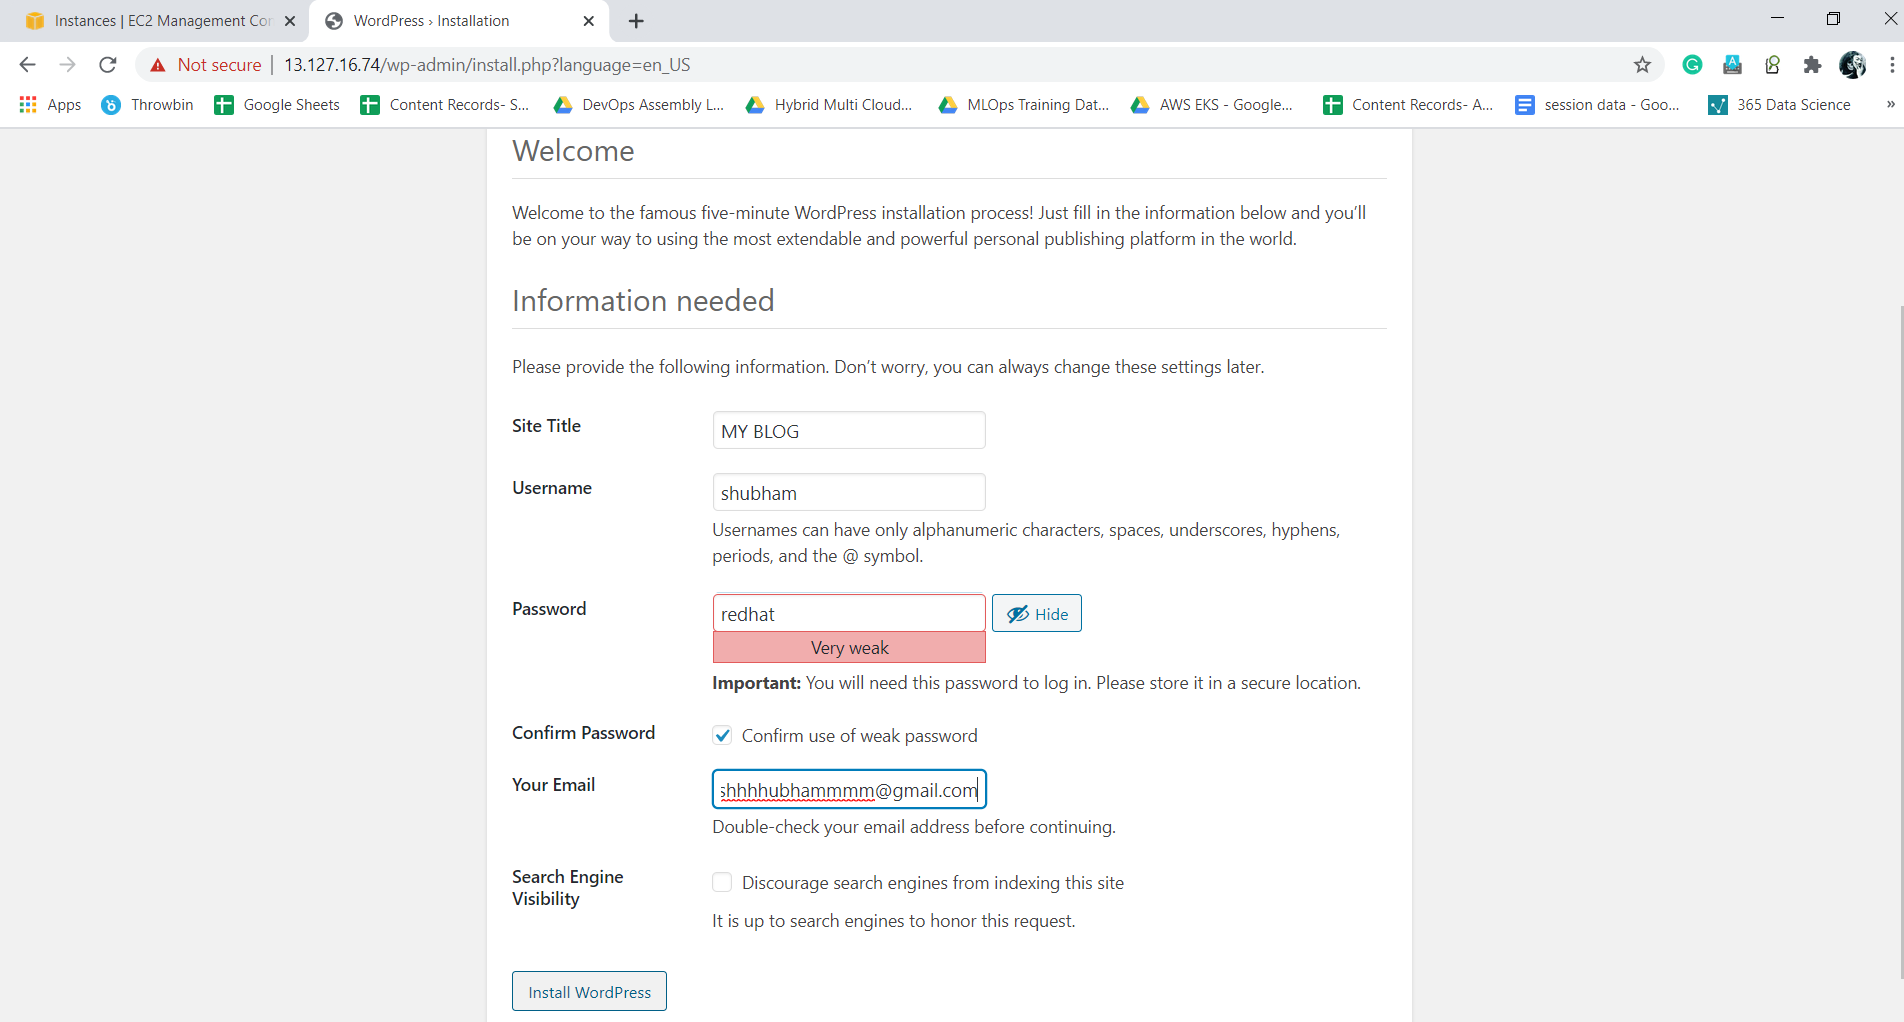 Instances | EC2 Management Con
WordPress › Installation
Not secure | 13.127.16.74/wp-admin/install.php?language=en_US
Apps Throwbin Google Sheets Content Records- S... DevOps Assembly L... Hybrid Multi Cloud... MLOps Training Dat... AWS EKS - Google... Content Records- A... session data - Goo... 365 Data Science »
Welcome
Welcome to the famous five-minute WordPress installation process! Just fill in the information below and you’ll
be on your way to using the most extendable and powerful personal publishing platform in the world.
Information needed
Please provide the following information. Don’t worry, you can always change these settings later.
Site Title MY BLOG
Username shubham
Usernames can have only alphanumeric characters, spaces, underscores, hyphens,
periods, and the @ symbol.
Password redhat Hide
Very weak
Important: You will need this password to log in. Please store it in a secure location.
Confirm Password Confirm use of weak password
Your Email shhhhubhammmm@gmail.com
Double-check your email address before continuing.
Search Engine
Visibility
Discourage search engines from indexing this site
It is up to search engines to honor this request.
Install WordPress